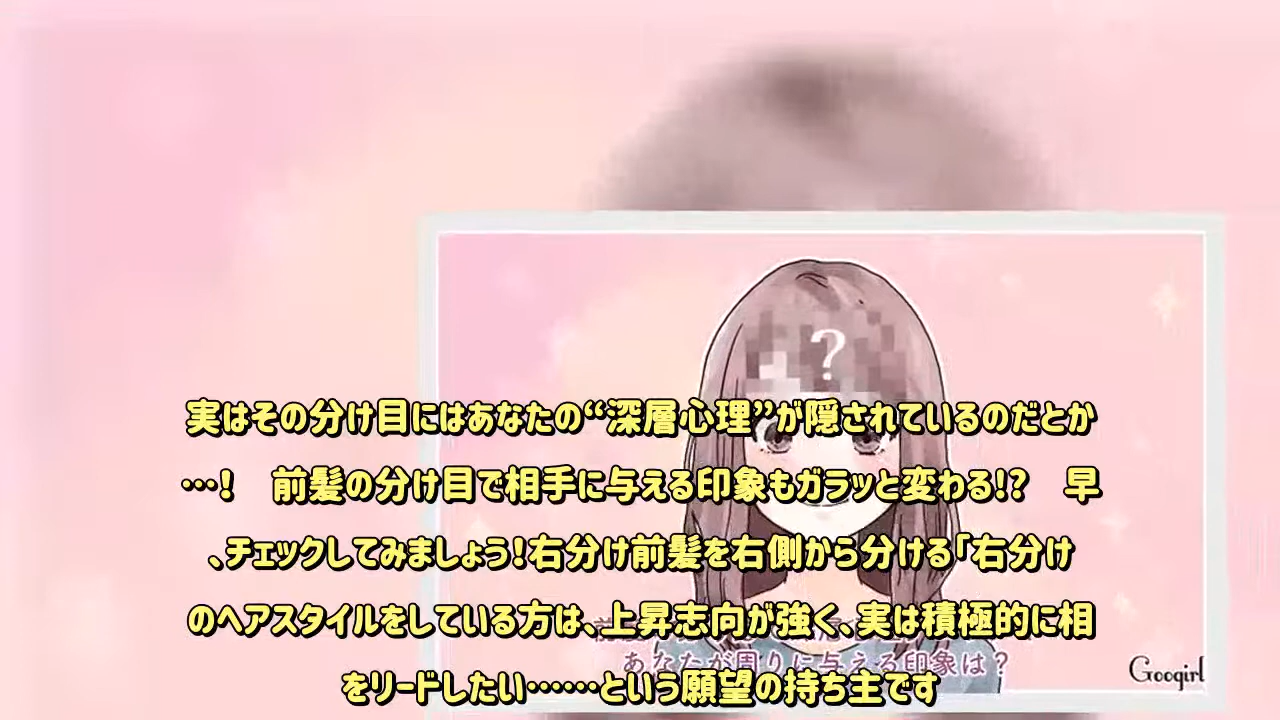 ?
実はその分け目にはあなたの“深層心理”が隠されているのだとか
…!　前髪の分け目で相手に与える印象もガラッと変わる!?　早
、チェックしてみましょう!右分け前髪を右側から分ける「右分け
のヘアスタイルをしている方は、上昇志向が強く、実は積極的に相
あなたが周りに与える印象は?
Googirl
をリードしたい……という願望の持ち主です